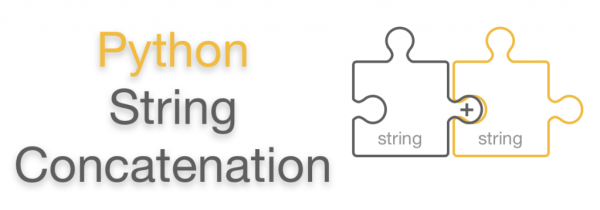 Python
String
Concatenation
+
string string